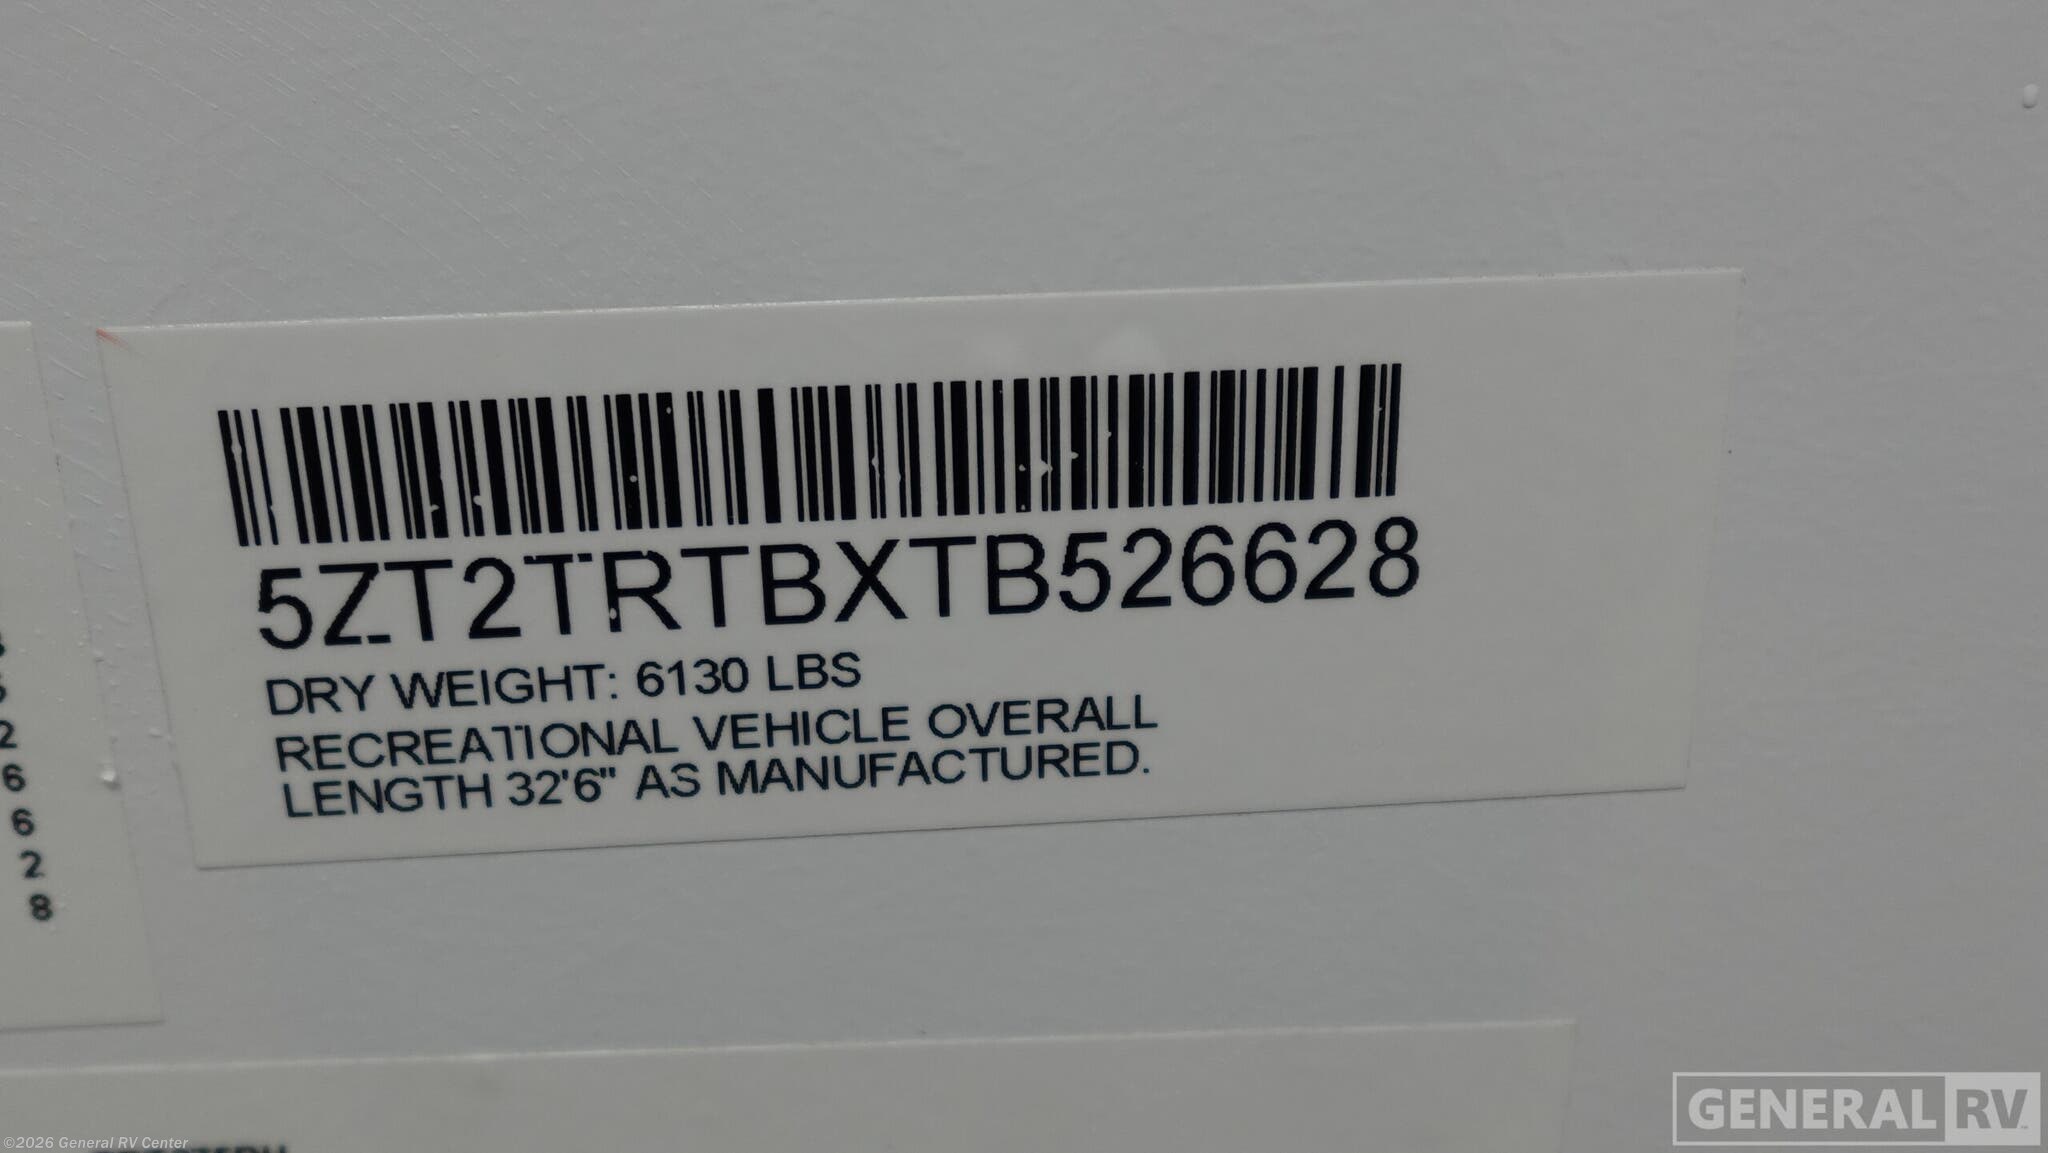 5ZT2TRTBXTB526628
DRY WEIGHT: 6130 LBS
RECREATIONAL VEHICLE OVERALL
LENGTH 32'6" AS MANUFACTURED.
2
6
6
2
8
©2026 General RV Center
GENERAL RV